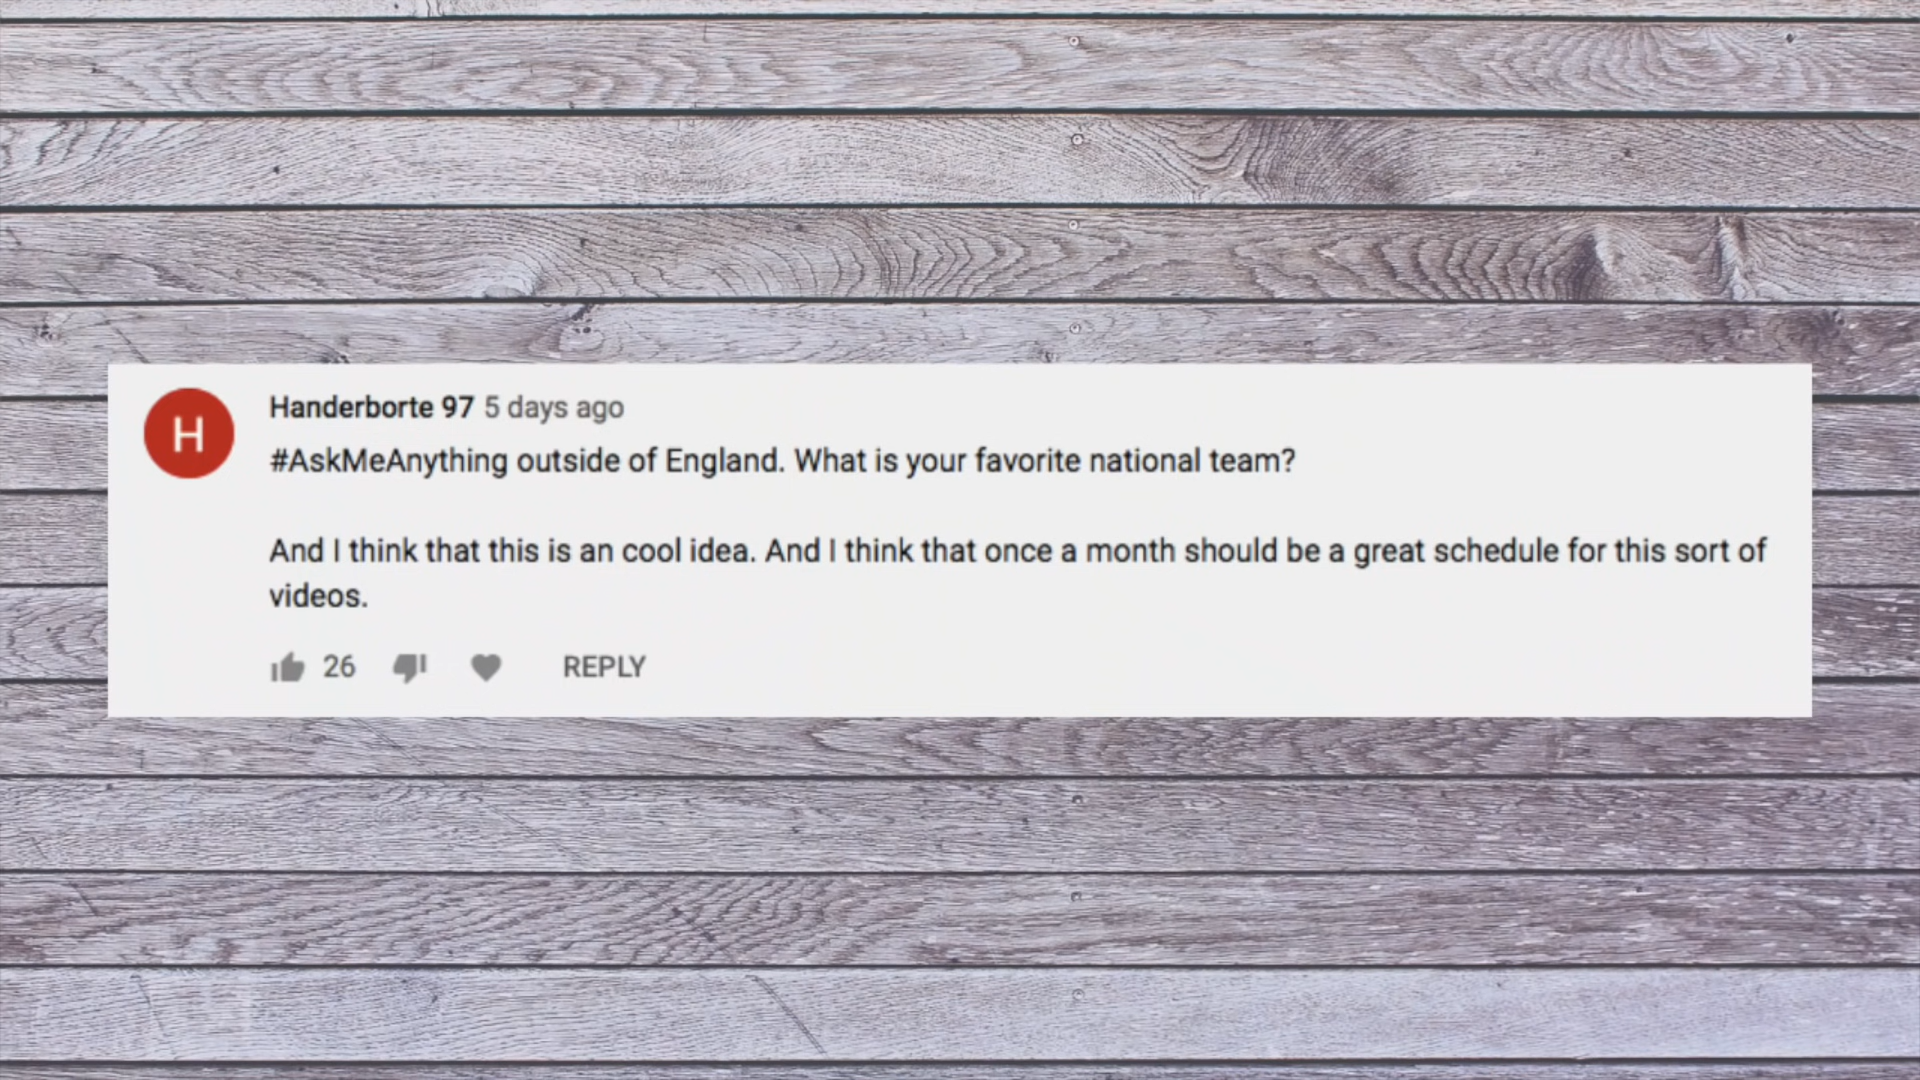 H
Handerborte 97 5 days ago
#AskMeAnything outside of England. What is your favorite national team?
And I think that this is an cool idea. And I think that once a month should be a great schedule for this sort of
videos.
26 REPLY